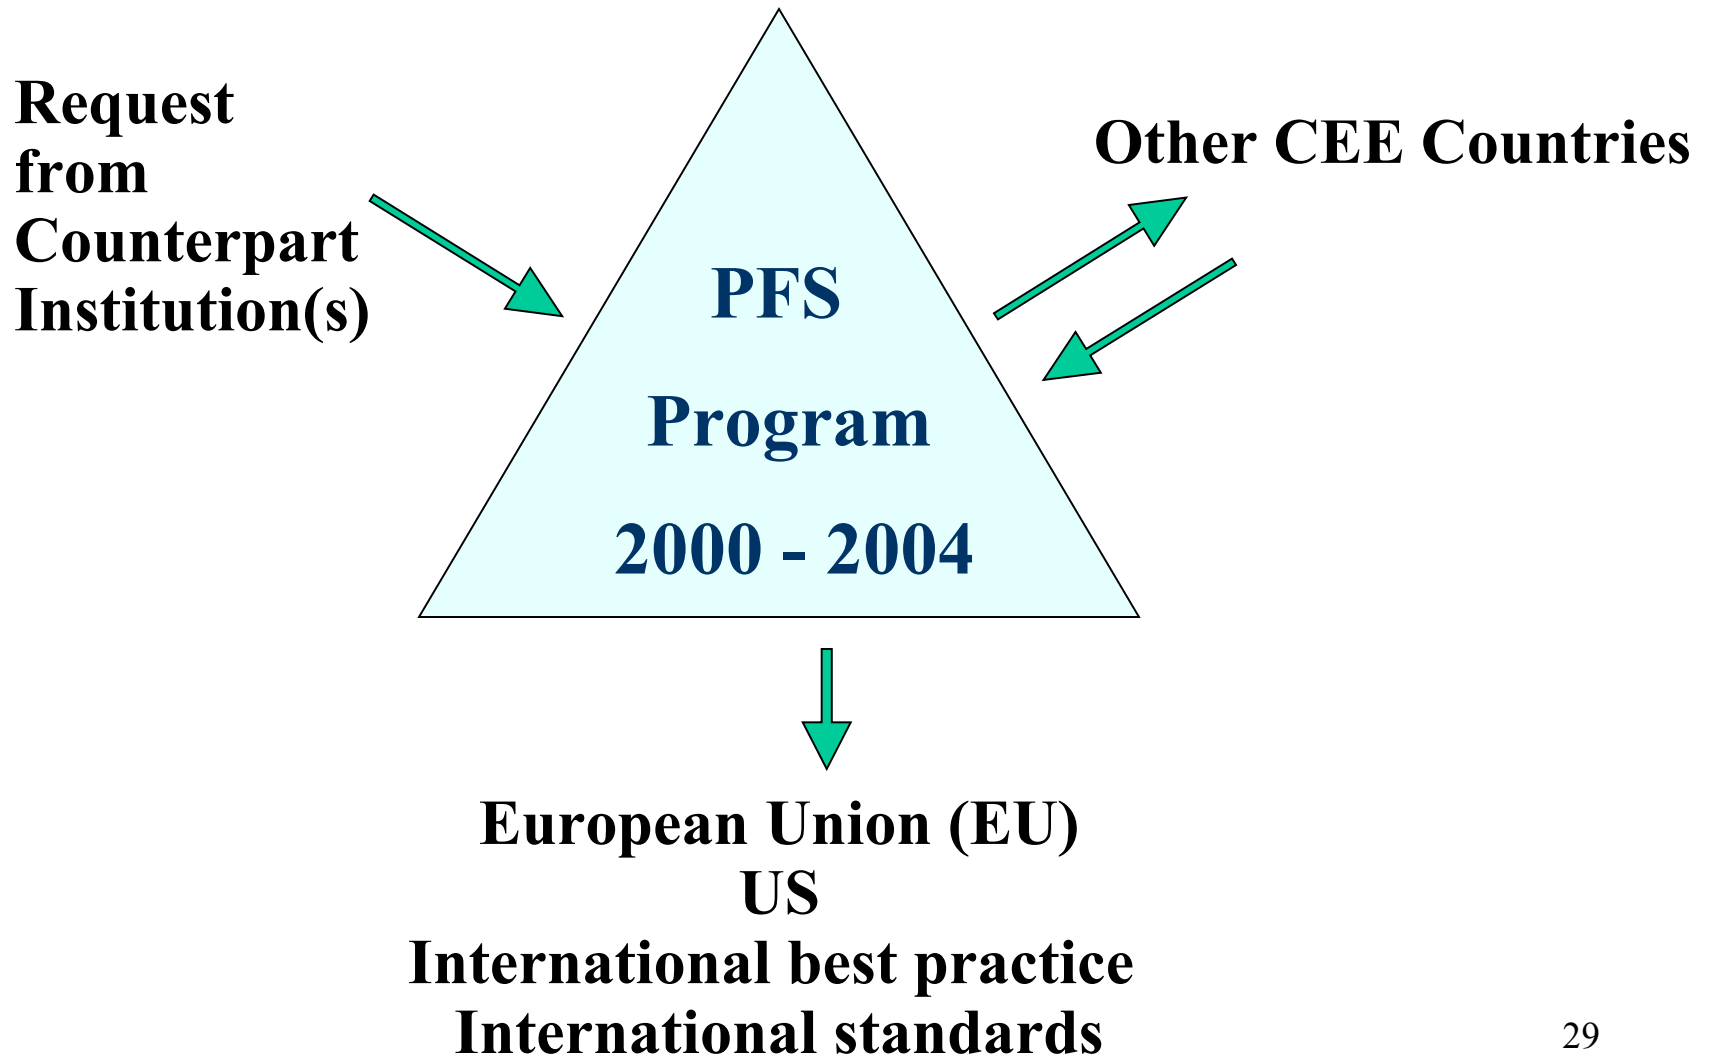 Request
from
Counterpart
Institution(s)
Other CEE Countries
PFS
Program
2000 - 2004
European Union (EU)
US
International best practice
International standards
29